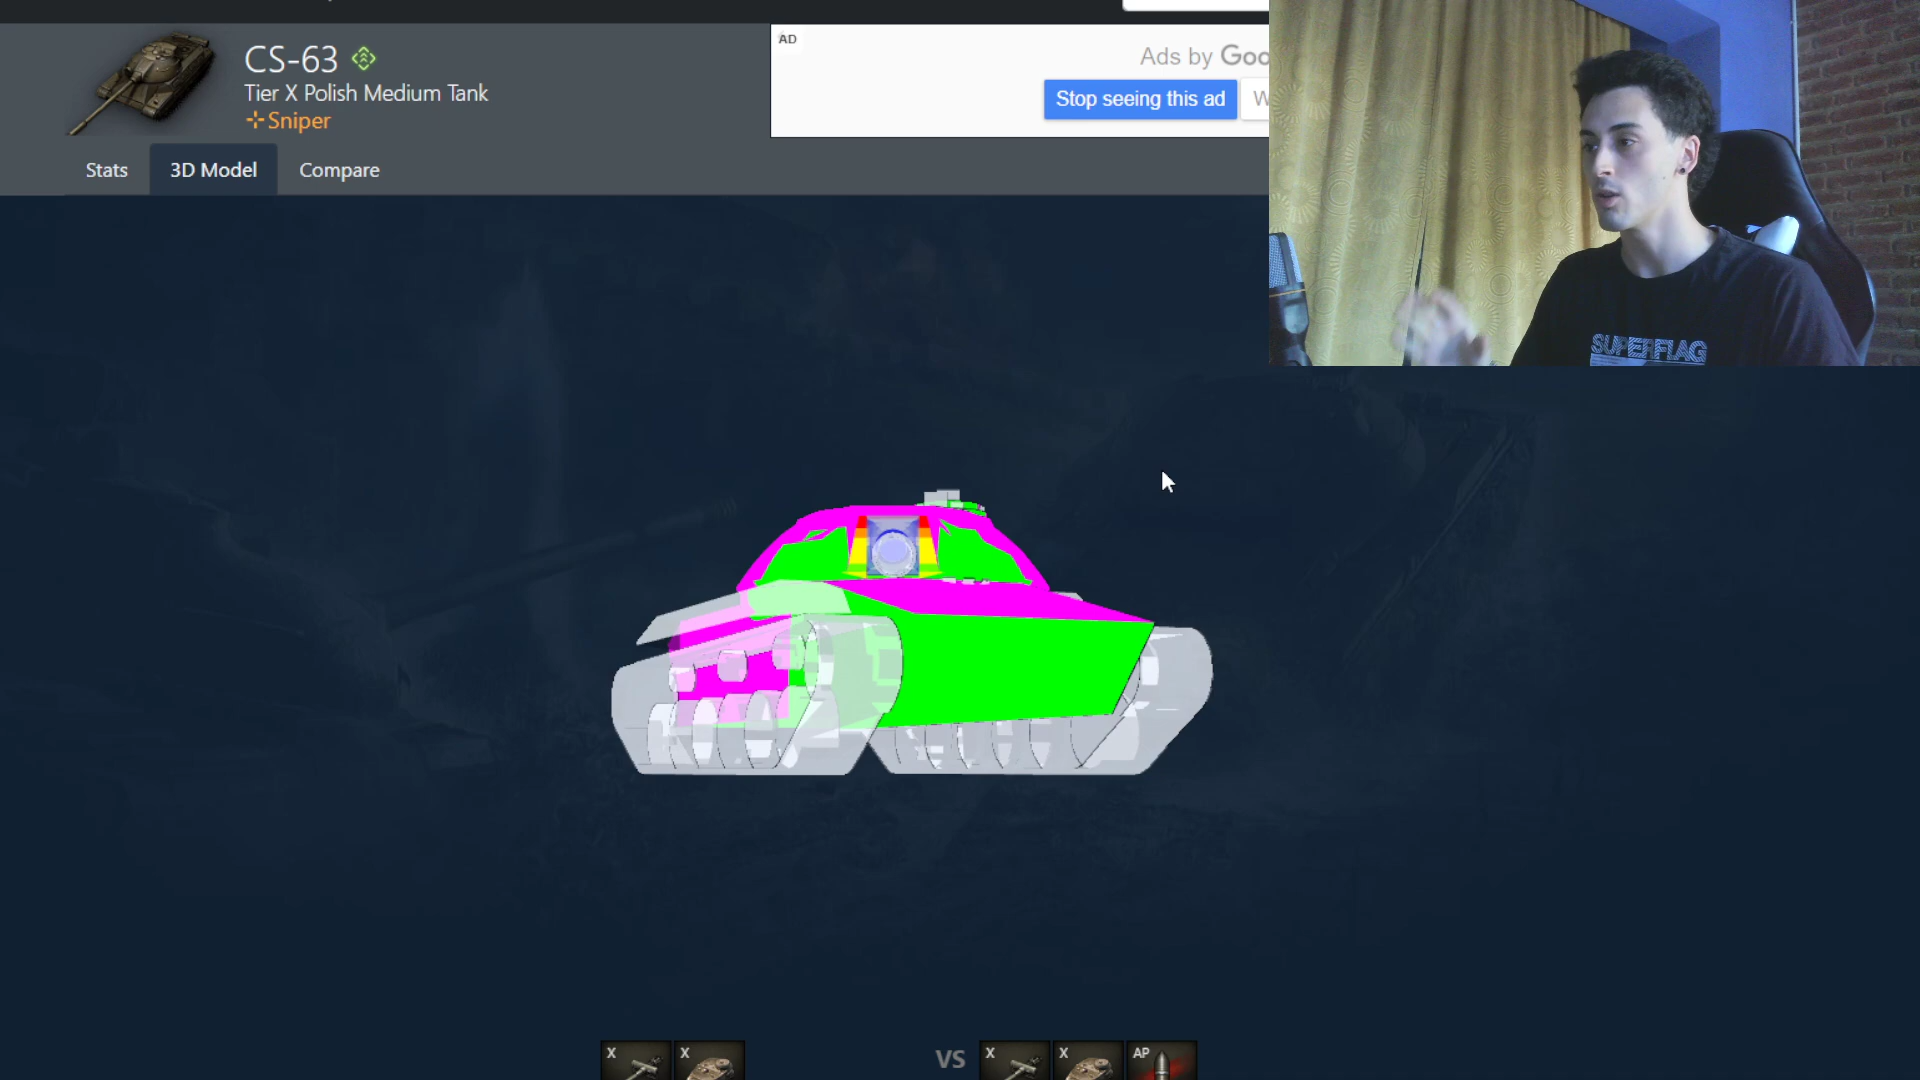 CS-63
Tier X Polish Medium Tank
Sniper
Stats
3D Model
Compare
AD
Ads by Goo
Stop seeing this ad
W
SUPERFLAG
X
X
VS
X
X
AP